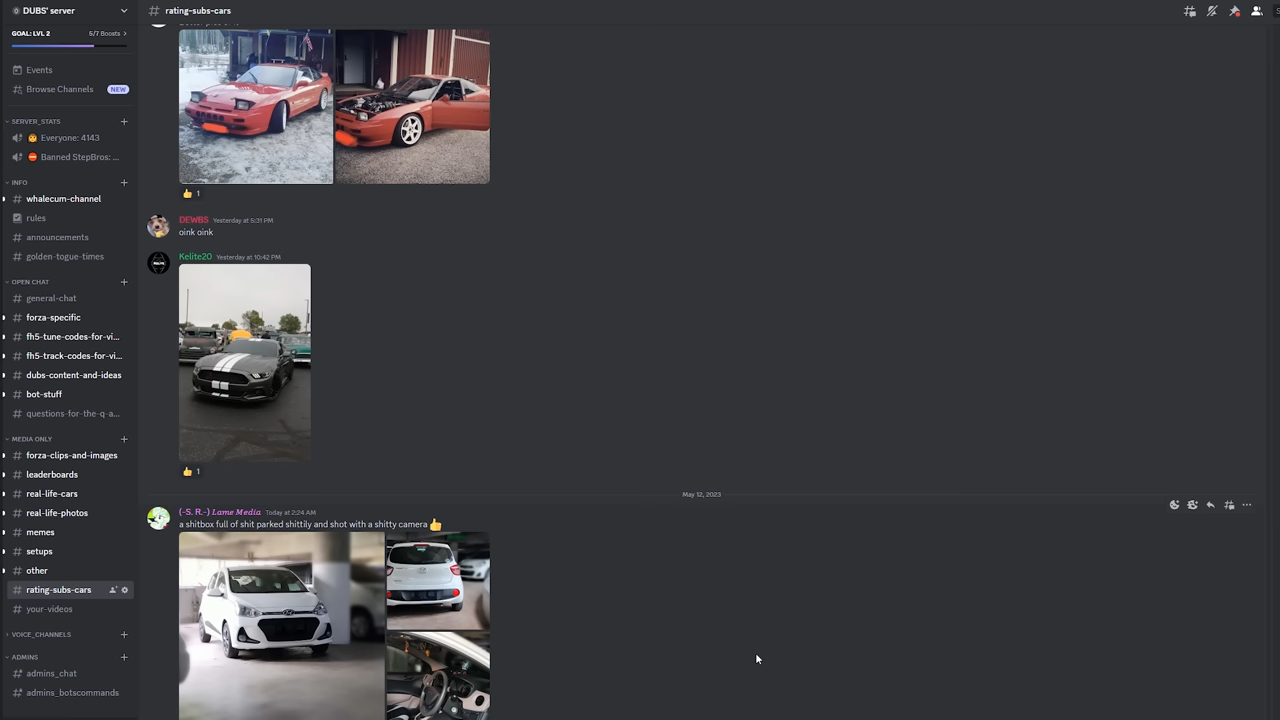 DUBS' server
GOAL: LVL 2
5/7 Boosts
Events
Browse Channels
NEW
SERVER_STATS
Everyone: 4143
Banned StepBros: ...
INFO
whalecum-channel
rules
announcements
golden-togue-times
OPEN CHAT
general-chat
forza-specific
fh5-tune-codes-for-vi...
fh5-track-codes-for-vi...
dubs-content-and-ideas
bot-stuff
questions-for-the-q-a...
MEDIA ONLY
forza-clips-and-images
leaderboards
real-life-cars
real-life-photos
memes
setups
other
rating-subs-cars
your-videos
VOICE_CHANNELS
ADMINS
admins_chat
admins_botscommands
rating-subs-cars
1
DEWBS Yesterday at 5:31 PM
oink oink
Kelite20 Yesterday at 10:42 PM
1
May 12, 2023
(-S. R.-) Lame Media Today at 2:24 AM
a shitbox full of shit parked shittily and shot with a shitty camera